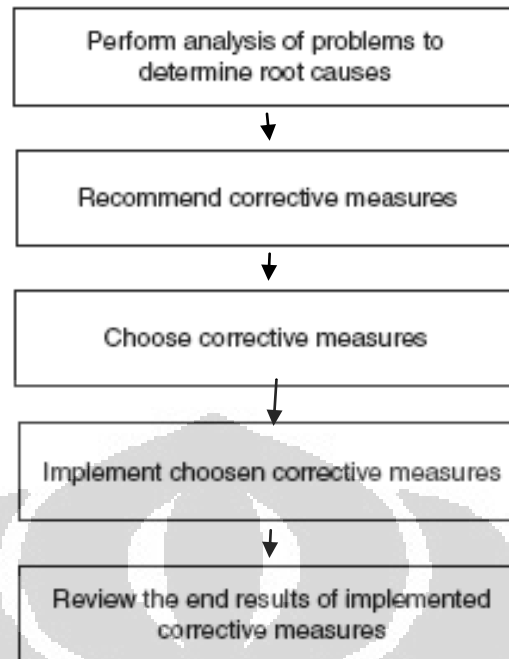 Perform analysis of problems to
determine root causes
Recommend corrective measures
Choose corrective measures
Implement choosen corrective measures
Review the end results of implemented
corrective measures